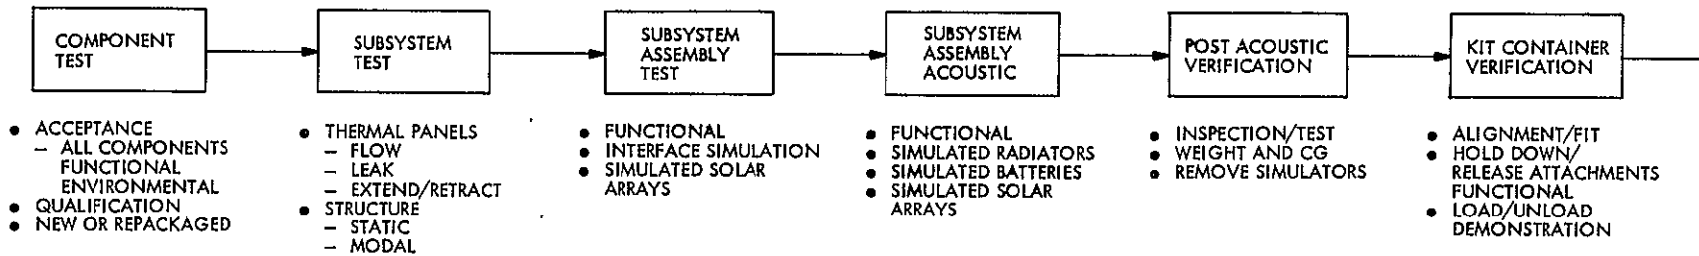 COMPONENT
TEST
SUBSYSTEM
TEST
SUBSYSTEM
ASSEMBLY
TEST
SUBSYSTEM
ASSEMBLY
ACOUSTIC
POST ACOUSTIC
VERIFICATION
KIT CONTAINER
VERIFICATION
• ACCEPTANCE
– ALL COMPONENTS
FUNCTIONAL
ENVIRONMENTAL
• QUALIFICATION
• NEW OR REPACKAGED
• THERMAL PANELS
– FLOW
– LEAK
– EXTEND/RETRACT
• STRUCTURE
– STATIC
– MODAL
• FUNCTIONAL
• INTERFACE SIMULATION
• SIMULATED SOLAR
ARRAYS
• FUNCTIONAL
• SIMULATED RADIATORS
• SIMULATED BATTERIES
• SIMULATED SOLAR
ARRAYS
• INSPECTION/TEST
• WEIGHT AND CG
• REMOVE SIMULATORS
• ALIGNMENT/FIT
• HOLD DOWN/
RELEASE ATTACHMENTS
FUNCTIONAL
• LOAD/UNLOAD
DEMONSTRATION